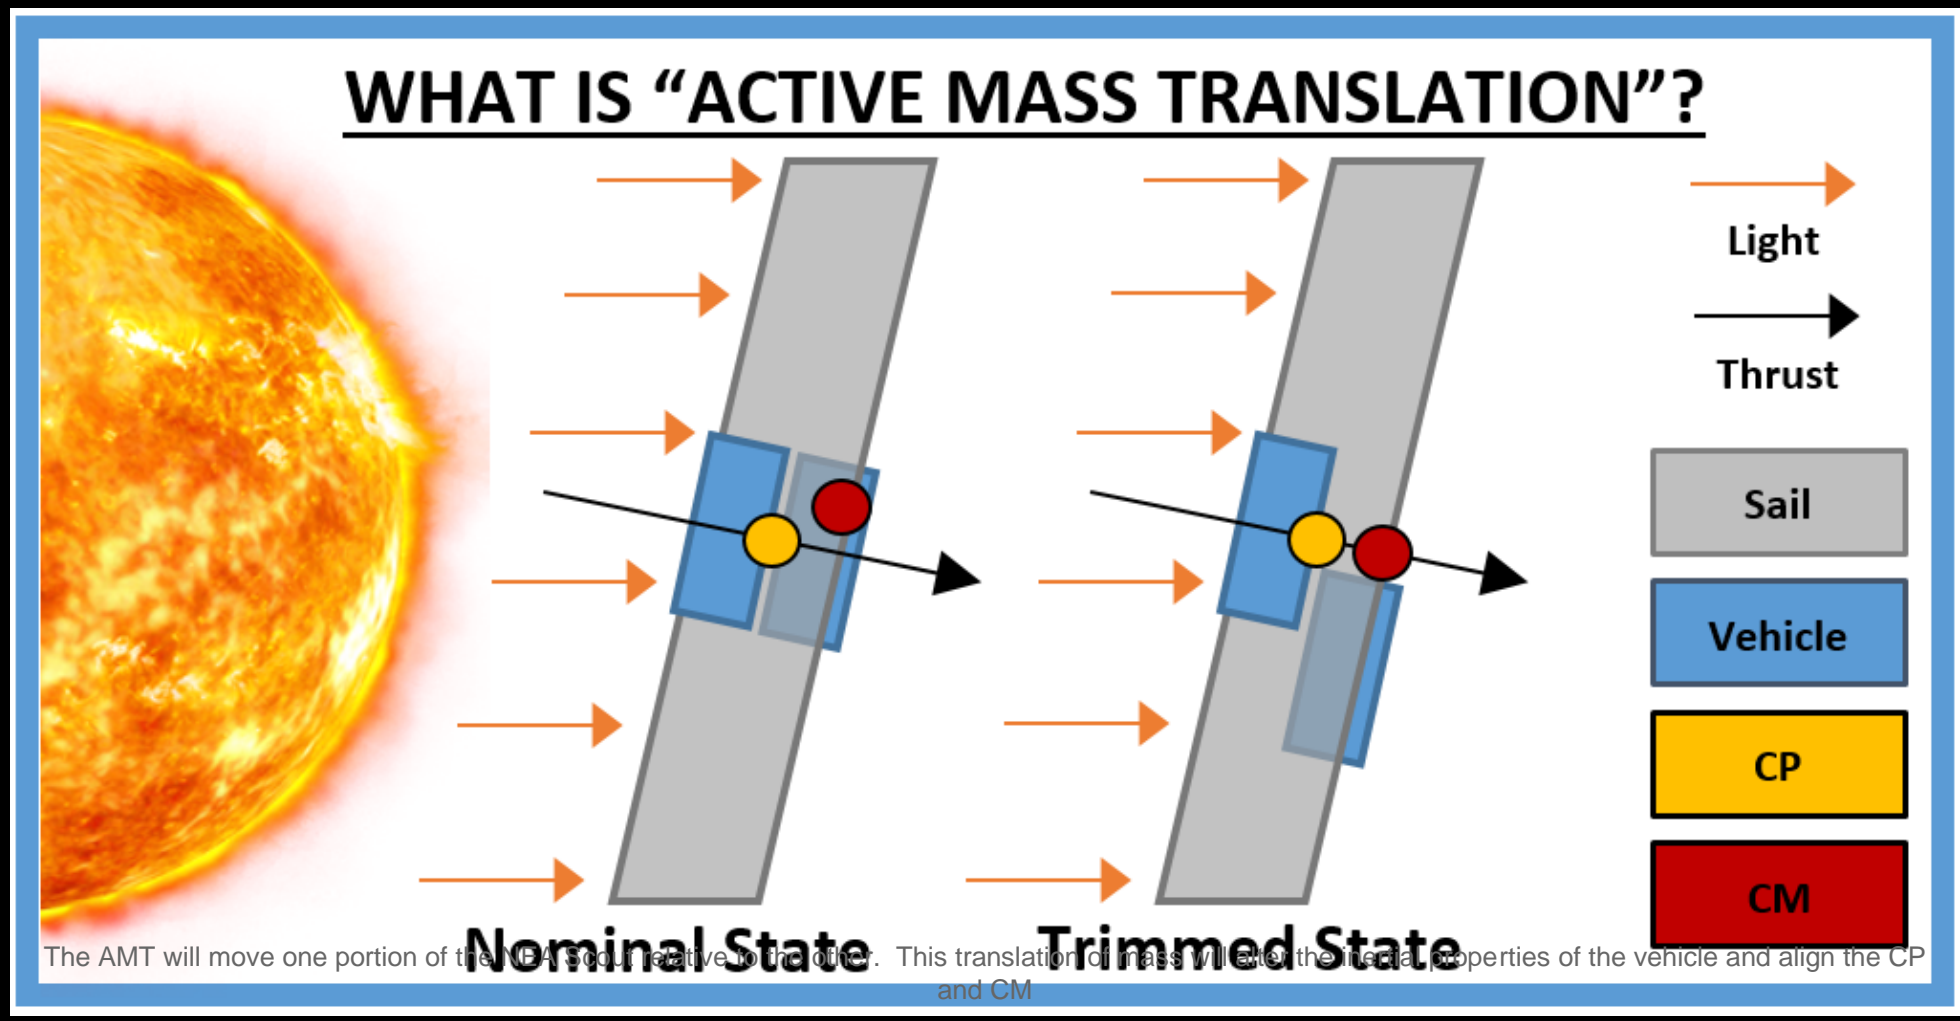 WHAT IS “ACTIVE MASS TRANSLATION”?
Light
Thrust
Sail
Vehicle
CP
CM
Nominal State
Trimmed State
The AMT will move one portion of the NEA Scout relative to the other.  This translation of mass will alter the inertial properties of the vehicle and align the CP
and CM